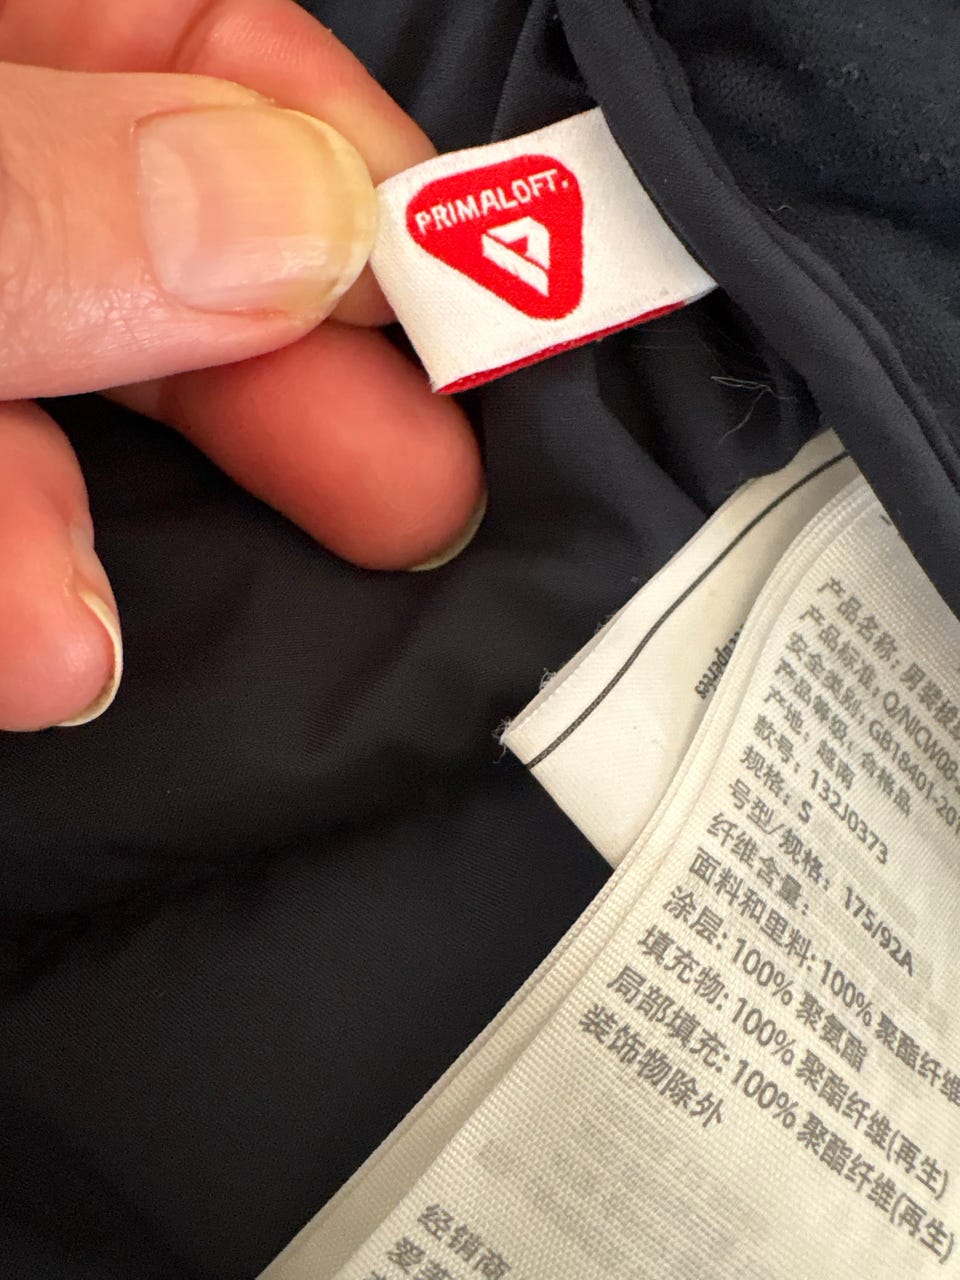 PRIMALOFT.
产品名称: 男装棉
产品标准: Q/NCW08-
安全类别: GB18401-201
产品等级: 合格品
产地: 越南
款号: 132J0373
规格: S
号型/规格: 175/92A
纤维含量:
面料和里料: 100% 聚酯纤维
涂层: 100% 聚氨酯
填充物: 100% 聚酯纤维(再生)
局部填充: 100% 聚酯纤维(再生)
装饰物除外
经销商